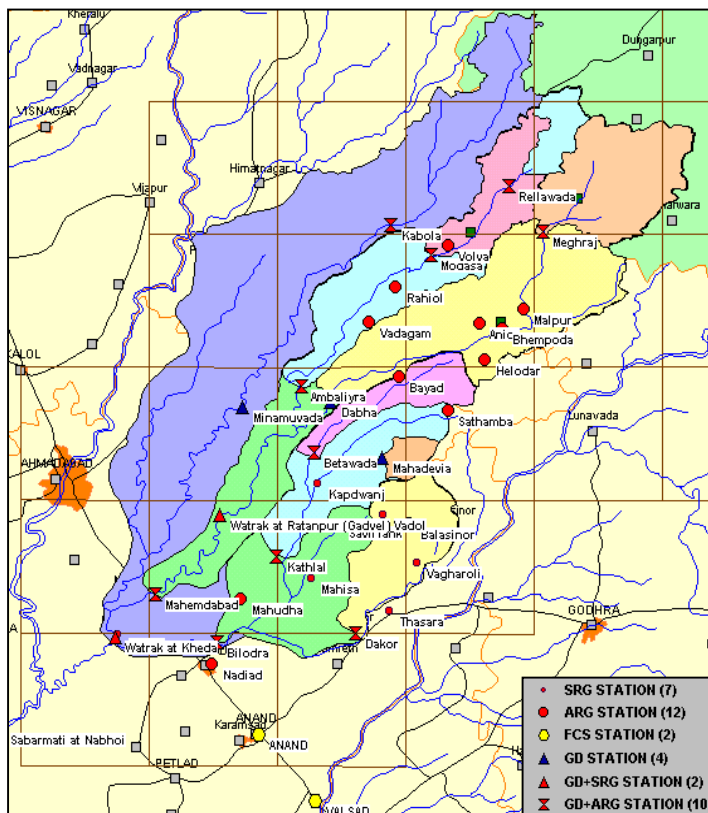 Kheralu
Dungarpur
Vadnagar
VISNAGAR
Himatnagar
Vijapur
Rellawada
Kabola
Meghraj
Volva
Modasa
Rahiol
Malpur
Vadagam
Bhempoda
Helodar
KALOL
Bayad
Ambaliyra
Minamuvada
Dabha
Sathamba
Lunavada
AHMADABAD
Betawada
Mahadevia
Kapdwanj
Watrak at Ratanpur (Gadvel) Vadol
Balasinor
Kathlal
Vagharoli
Mahisa
Mahemdabad
Mahudha
Thasara
GODHRA
Watrak at Kheda
Bilodra
Dakor
Nadiad
ANAND
Karamsad
ANAND
Sabarmati at Nabhoi
PETLAD
SRG STATION (7)
ARG STATION (12)
FCS STATION (2)
GD STATION (4)
GD+SRG STATION (2)
GD+ARG STATION (10